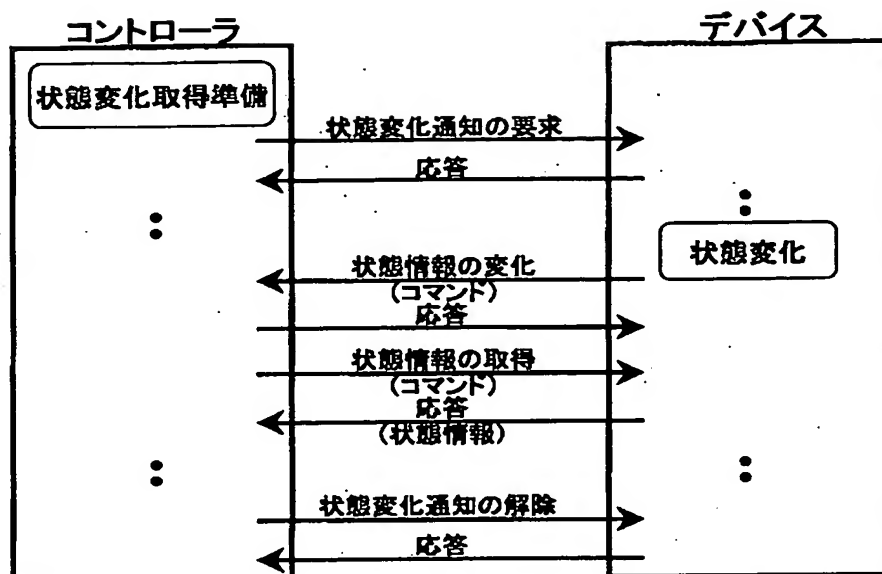 コントローラ
デバイス
状態変化取得準備
状態変化通知の要求
応答
状態変化
状態情報の変化
(コマンド)
応答
状態情報の取得
(コマンド)
応答
(状態情報)
状態変化通知の解除
応答